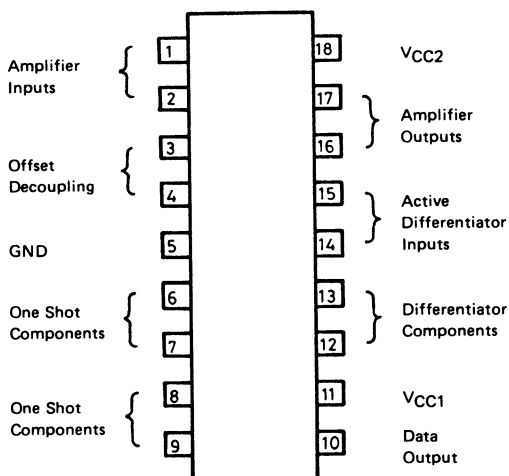 1
18
VCC2
Amplifier
Inputs
2
17
Amplifier
Outputs
3
16
Offset
Decoupling
4
15
Active
Differentiator
Inputs
GND
5
14
6
13
One Shot
Components
Differentiator
Components
7
12
8
11
VCC1
One Shot
Components
9
10
Data
Output